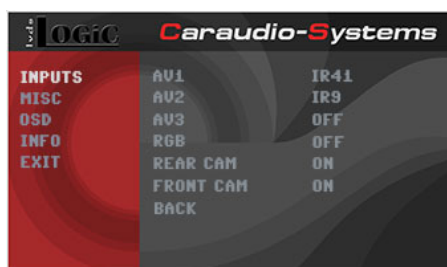 lvds LOGiC Caraudio-Systems
INPUTS AV1 IR41
MISC AV2 IR9
OSD AV3 OFF
INFO RGB OFF
EXIT REAR CAM ON
FRONT CAM ON
BACK